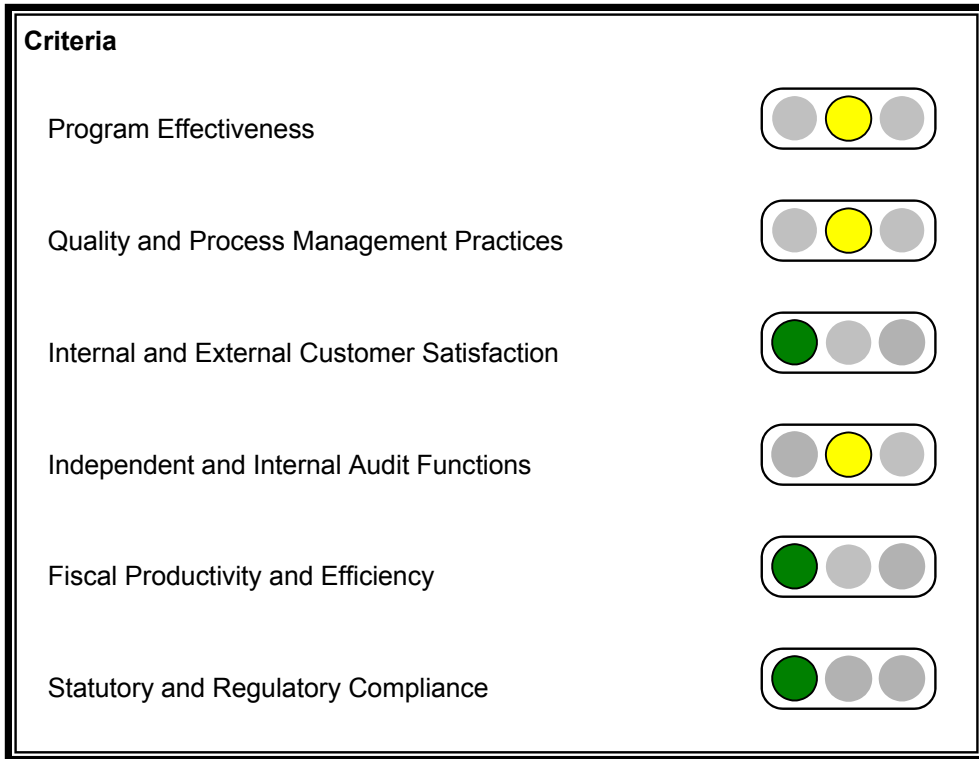 Criteria
Program Effectiveness
Quality and Process Management Practices
Internal and External Customer Satisfaction
Independent and Internal Audit Functions
Fiscal Productivity and Efficiency
Statutory and Regulatory Compliance